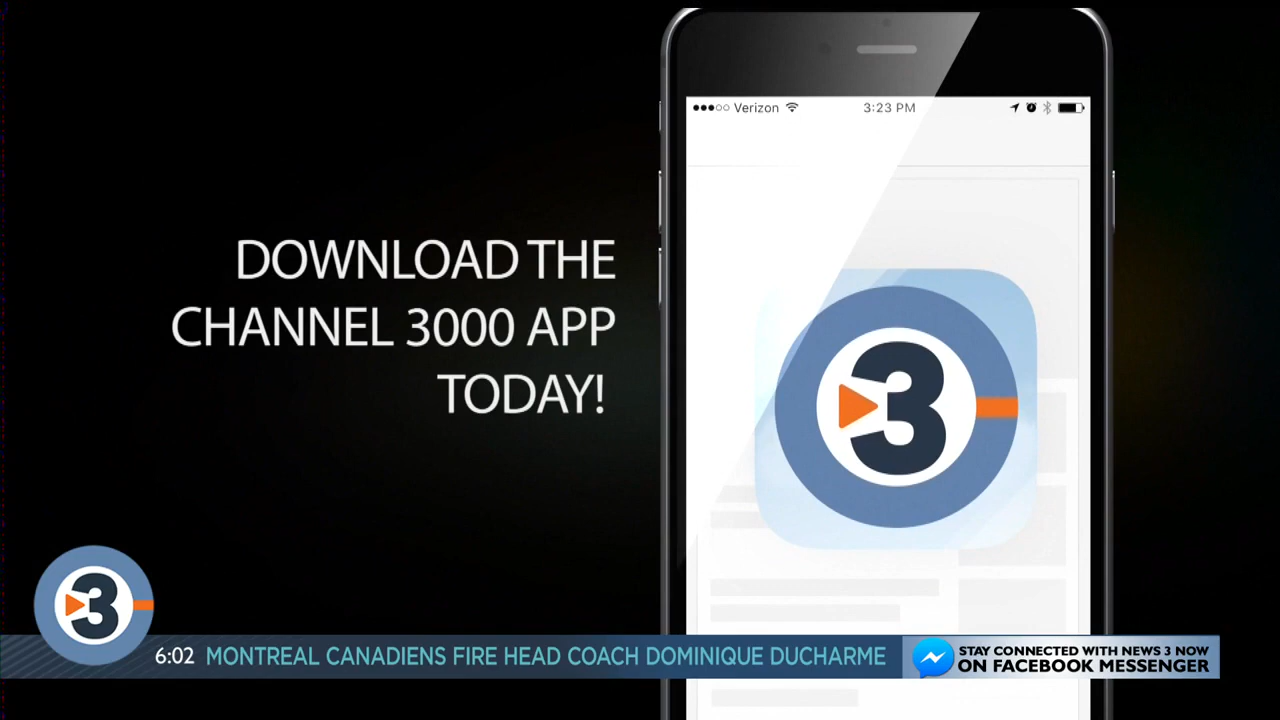 Verizon 3:23 PM
DOWNLOAD THE
CHANNEL 3000 APP
TODAY!
3
3
6:02 MONTREAL CANADIENS FIRE HEAD COACH DOMINIQUE DUCHARME
STAY CONNECTED WITH NEWS 3 NOW
ON FACEBOOK MESSENGER